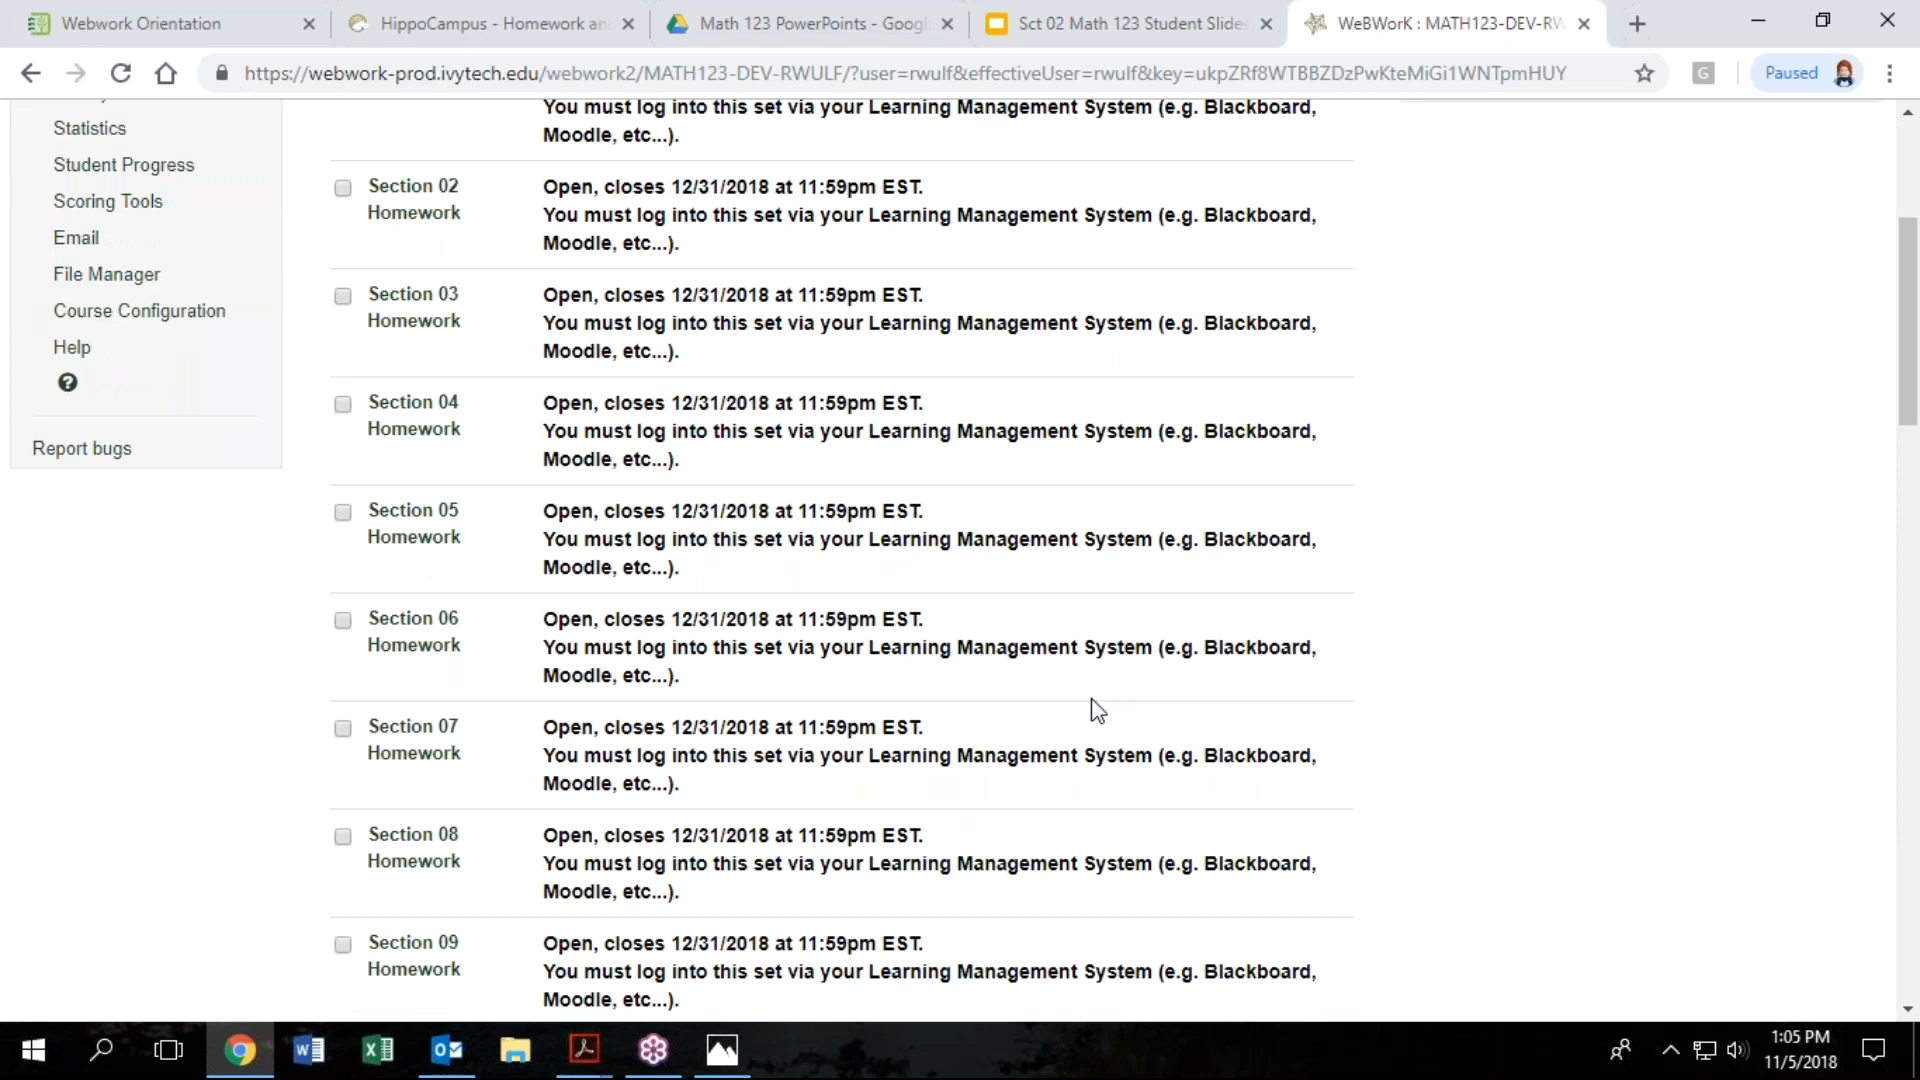 Webwork Orientation
HippoCampus - Homework an
Math 123 PowerPoints - Googl
Sct 02 Math 123 Student Slides
WeBWorK : MATH123-DEV-RW
https://webwork-prod.ivytech.edu/webwork2/MATH123-DEV-RWULF/?user=rwulf&effectiveUser=rwulf&key=ukpZRf8WTBBZDzPwKteMiGi1WNTpmHUY
G
Paused
Statistics
Student Progress
Scoring Tools
Email
File Manager
Course Configuration
Help
?
Report bugs
You must log into this set via your Learning Management System (e.g. Blackboard,
Moodle, etc...).
Section 02
Homework
Open, closes 12/31/2018 at 11:59pm EST.
You must log into this set via your Learning Management System (e.g. Blackboard,
Moodle, etc...).
Section 03
Homework
Open, closes 12/31/2018 at 11:59pm EST.
You must log into this set via your Learning Management System (e.g. Blackboard,
Moodle, etc...).
Section 04
Homework
Open, closes 12/31/2018 at 11:59pm EST.
You must log into this set via your Learning Management System (e.g. Blackboard,
Moodle, etc...).
Section 05
Homework
Open, closes 12/31/2018 at 11:59pm EST.
You must log into this set via your Learning Management System (e.g. Blackboard,
Moodle, etc...).
Section 06
Homework
Open, closes 12/31/2018 at 11:59pm EST.
You must log into this set via your Learning Management System (e.g. Blackboard,
Moodle, etc...).
Section 07
Homework
Open, closes 12/31/2018 at 11:59pm EST.
You must log into this set via your Learning Management System (e.g. Blackboard,
Moodle, etc...).
Section 08
Homework
Open, closes 12/31/2018 at 11:59pm EST.
You must log into this set via your Learning Management System (e.g. Blackboard,
Moodle, etc...).
Section 09
Homework
Open, closes 12/31/2018 at 11:59pm EST.
You must log into this set via your Learning Management System (e.g. Blackboard,
Moodle, etc...).
1:05 PM
11/5/2018